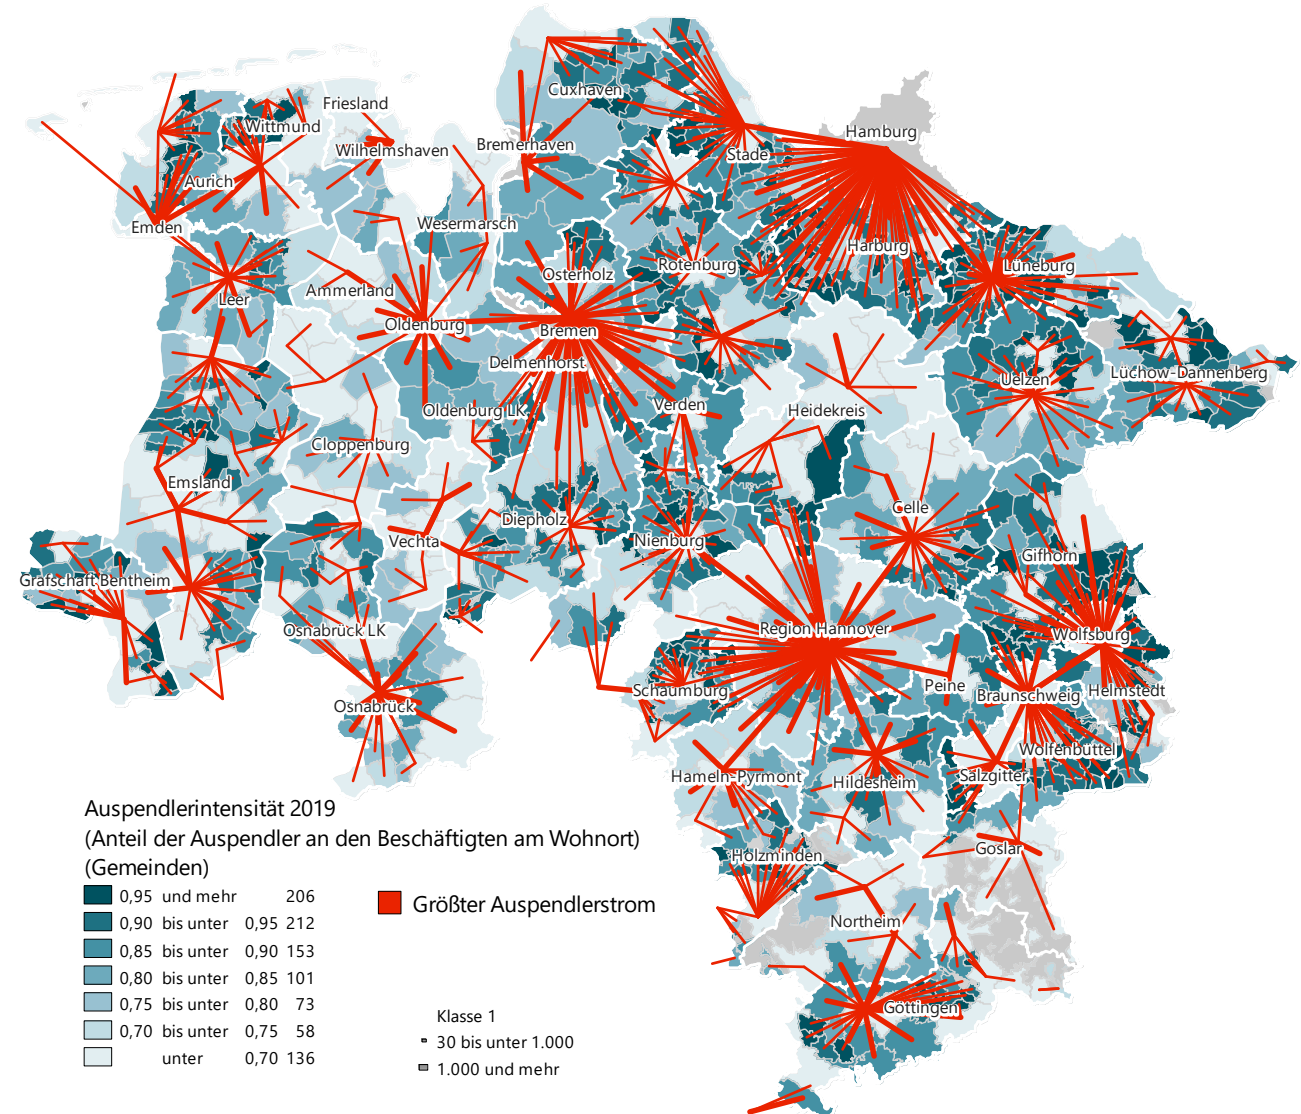 Friesland
Cuxhaven
Wittmund
Hamburg
Wilhelmshaven
Bremerhaven
Stade
Aurich
Emden
Wesermarsch
Harburg
Rotenburg
Lüneburg
Osterholz
Leer
Ammerland
Oldenburg
Bremen
Delmenhorst
Lüchow-Dannenberg
Uelzen
Oldenburg LK
Verden
Heidekreis
Cloppenburg
Emsland
Celle
Diepholz
Vechta
Nienburg
Gifhorn
Grafschaft Bentheim
Osnabrück LK
Region Hannover
Wolfsburg
Peine
Schaumburg
Braunschweig
Helmstedt
Osnabrück
Wolfenbüttel
Hameln-Pyrmont
Hildesheim
Salzgitter
Holzminden
Goslar
Northeim
Göttingen
Auspendlerintensität 2019
(Anteil der Auspendler an den Beschäftigten am Wohnort)
(Gemeinden)
0,95 und mehr 206
0,90 bis unter 0,95 212
0,85 bis unter 0,90 153
0,80 bis unter 0,85 101
0,75 bis unter 0,80 73
0,70 bis unter 0,75 58
unter 0,70 136
Größter Auspendlerstrom
Klasse 1
30 bis unter 1.000
1.000 und mehr